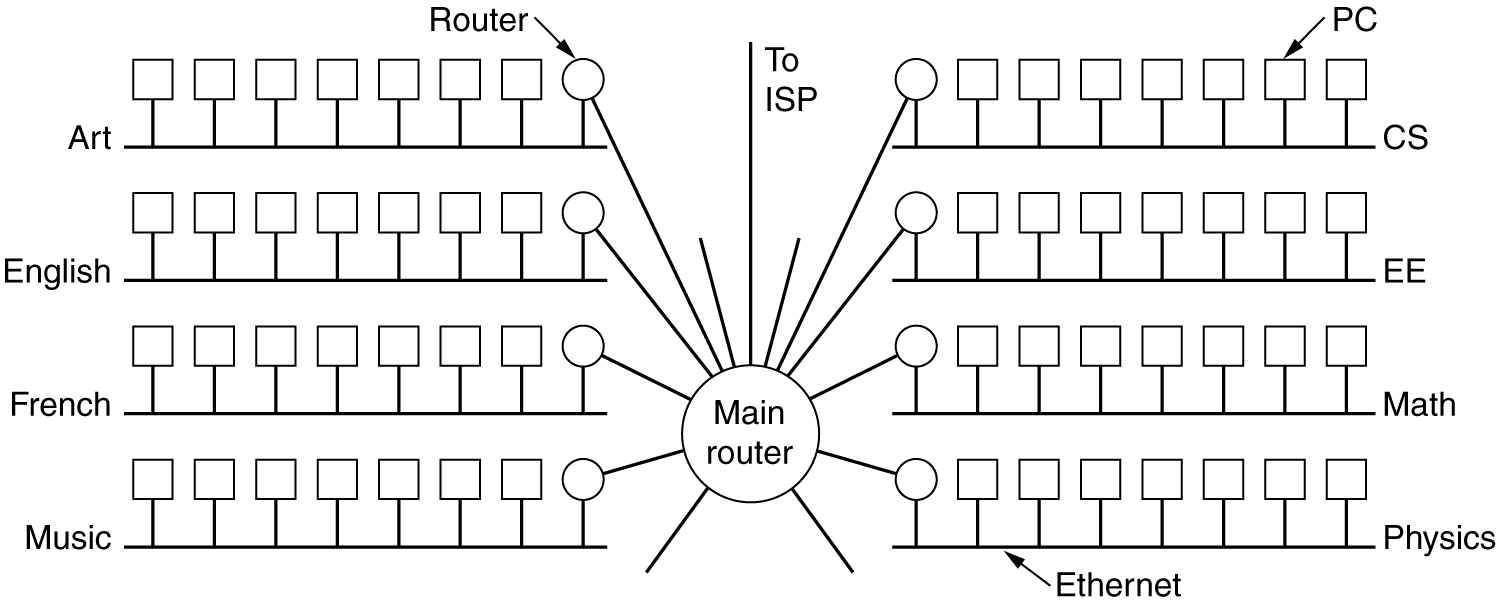 Router
PC
To
ISP
Art
CS
English
EE
Main
router
French
Math
Music
Physics
Ethernet